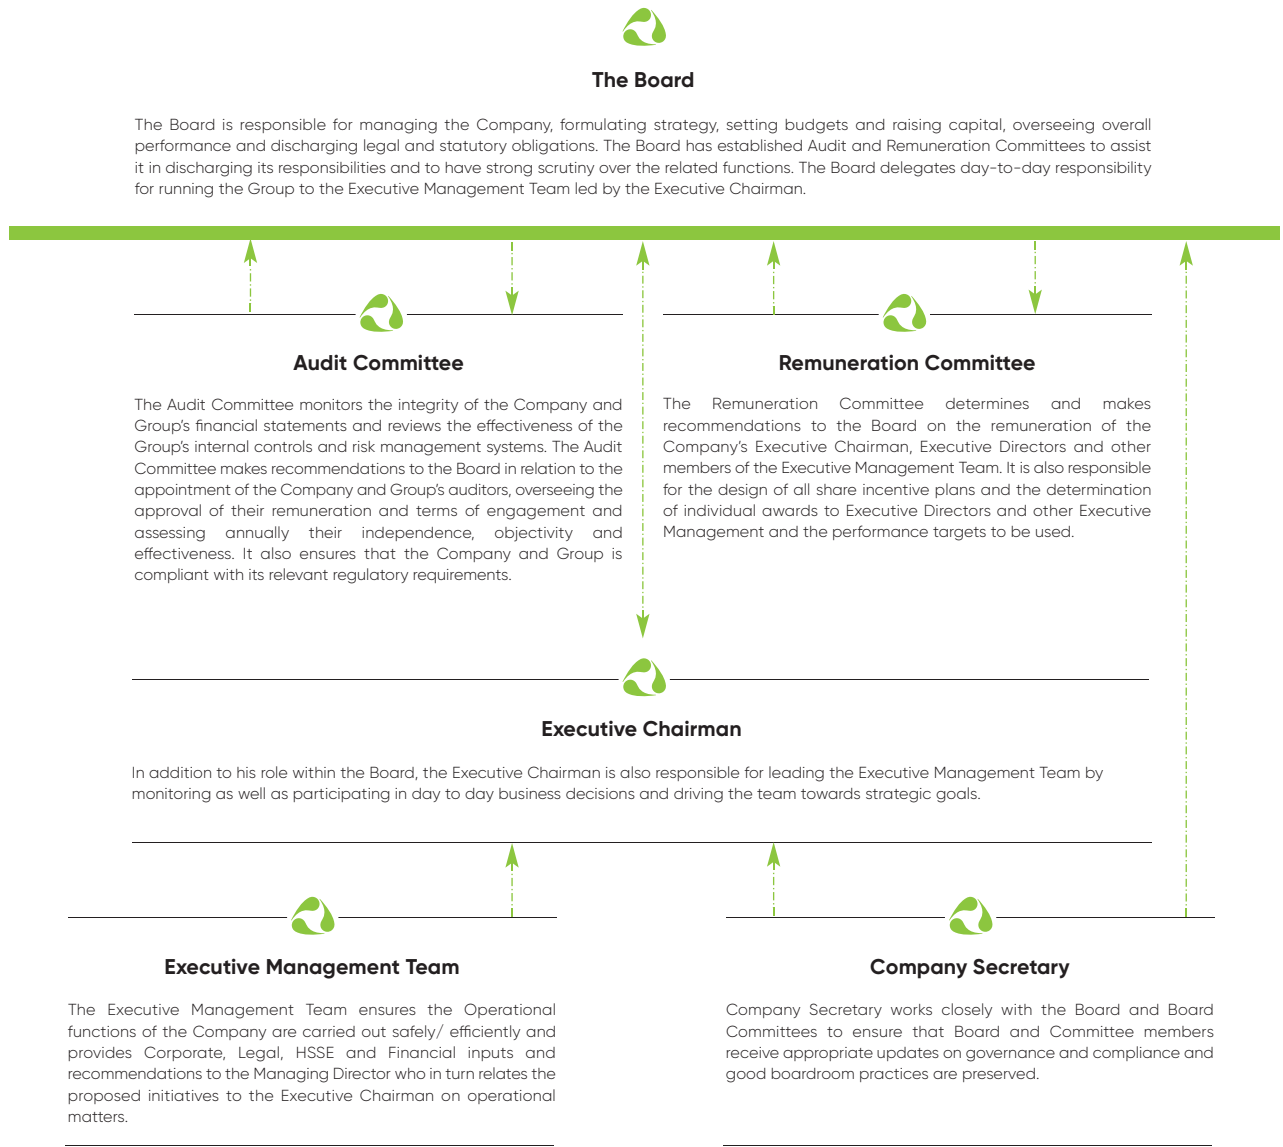 The Board
The Board is responsible for managing the Company, formulating strategy, setting budgets and raising capital, overseeing overall
performance and discharging legal and statutory obligations. The Board has established Audit and Remuneration Committees to assist
it in discharging its responsibilities and to have strong scrutiny over the related functions. The Board delegates day-to-day responsibility
for running the Group to the Executive Management Team led by the Executive Chairman.
Audit Committee
The Audit Committee monitors the integrity of the Company and
Group's financial statements and reviews the effectiveness of the
Group's internal controls and risk management systems. The Audit
Committee makes recommendations to the Board in relation to the
appointment of the Company and Group's auditors, overseeing the
approval of their remuneration and terms of engagement and
assessing annually their independence, objectivity and
effectiveness. It also ensures that the Company and Group is
compliant with its relevant regulatory requirements.
Remuneration Committee
The Remuneration Committee determines and makes
recommendations to the Board on the remuneration of the
Company's Executive Chairman, Executive Directors and other
members of the Executive Management Team. It is also responsible
for the design of all share incentive plans and the determination
of individual awards to Executive Directors and other Executive
Management and the performance targets to be used.
Executive Chairman
In addition to his role within the Board, the Executive Chairman is also responsible for leading the Executive Management Team by
monitoring as well as participating in day to day business decisions and driving the team towards strategic goals.
Executive Management Team
The Executive Management Team ensures the Operational
functions of the Company are carried out safely/ efficiently and
provides Corporate, Legal, HSSE and Financial inputs and
recommendations to the Managing Director who in turn relates the
proposed initiatives to the Executive Chairman on operational
matters.
Company Secretary
Company Secretary works closely with the Board and Board
Committees to ensure that Board and Committee members
receive appropriate updates on governance and compliance and
good boardroom practices are preserved.